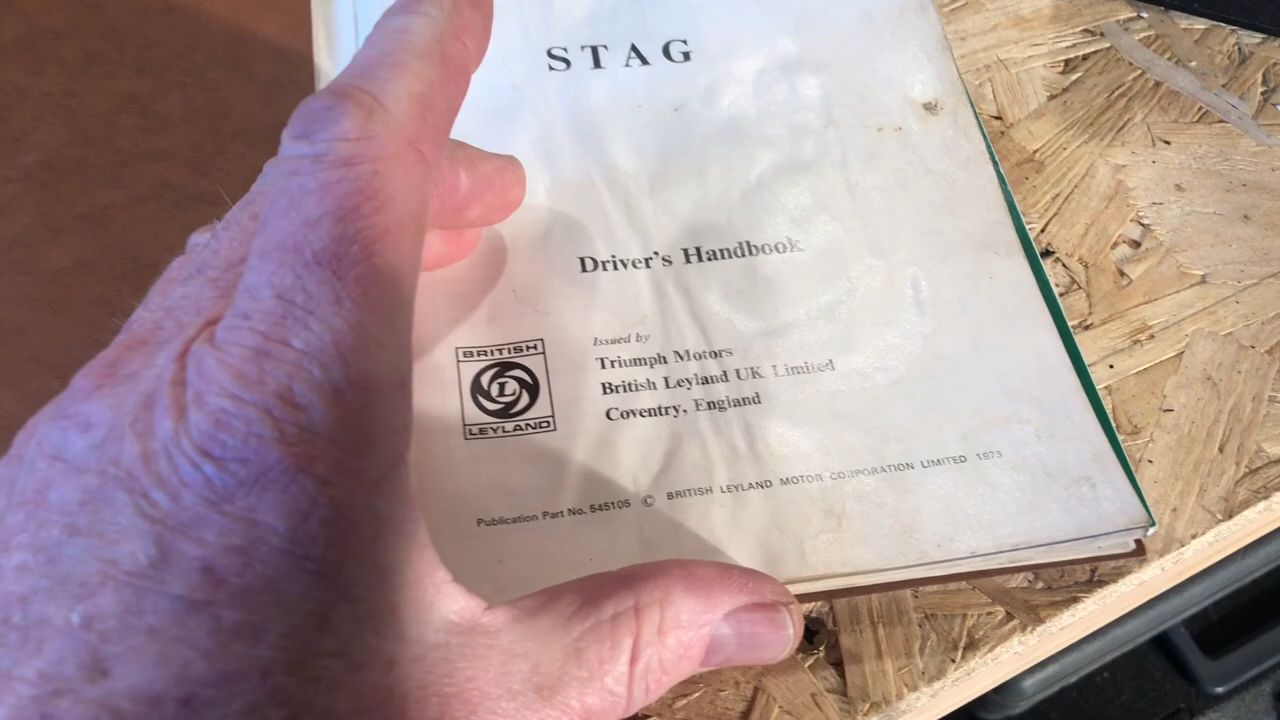 STAG
Driver's Handbook
BRITISH
L
LEYLAND
Issued by
Triumph Motors
British Leyland UK Limited
Coventry, England
Publication Part No. 545105 © BRITISH LEYLAND MOTOR CORPORATION LIMITED 1973